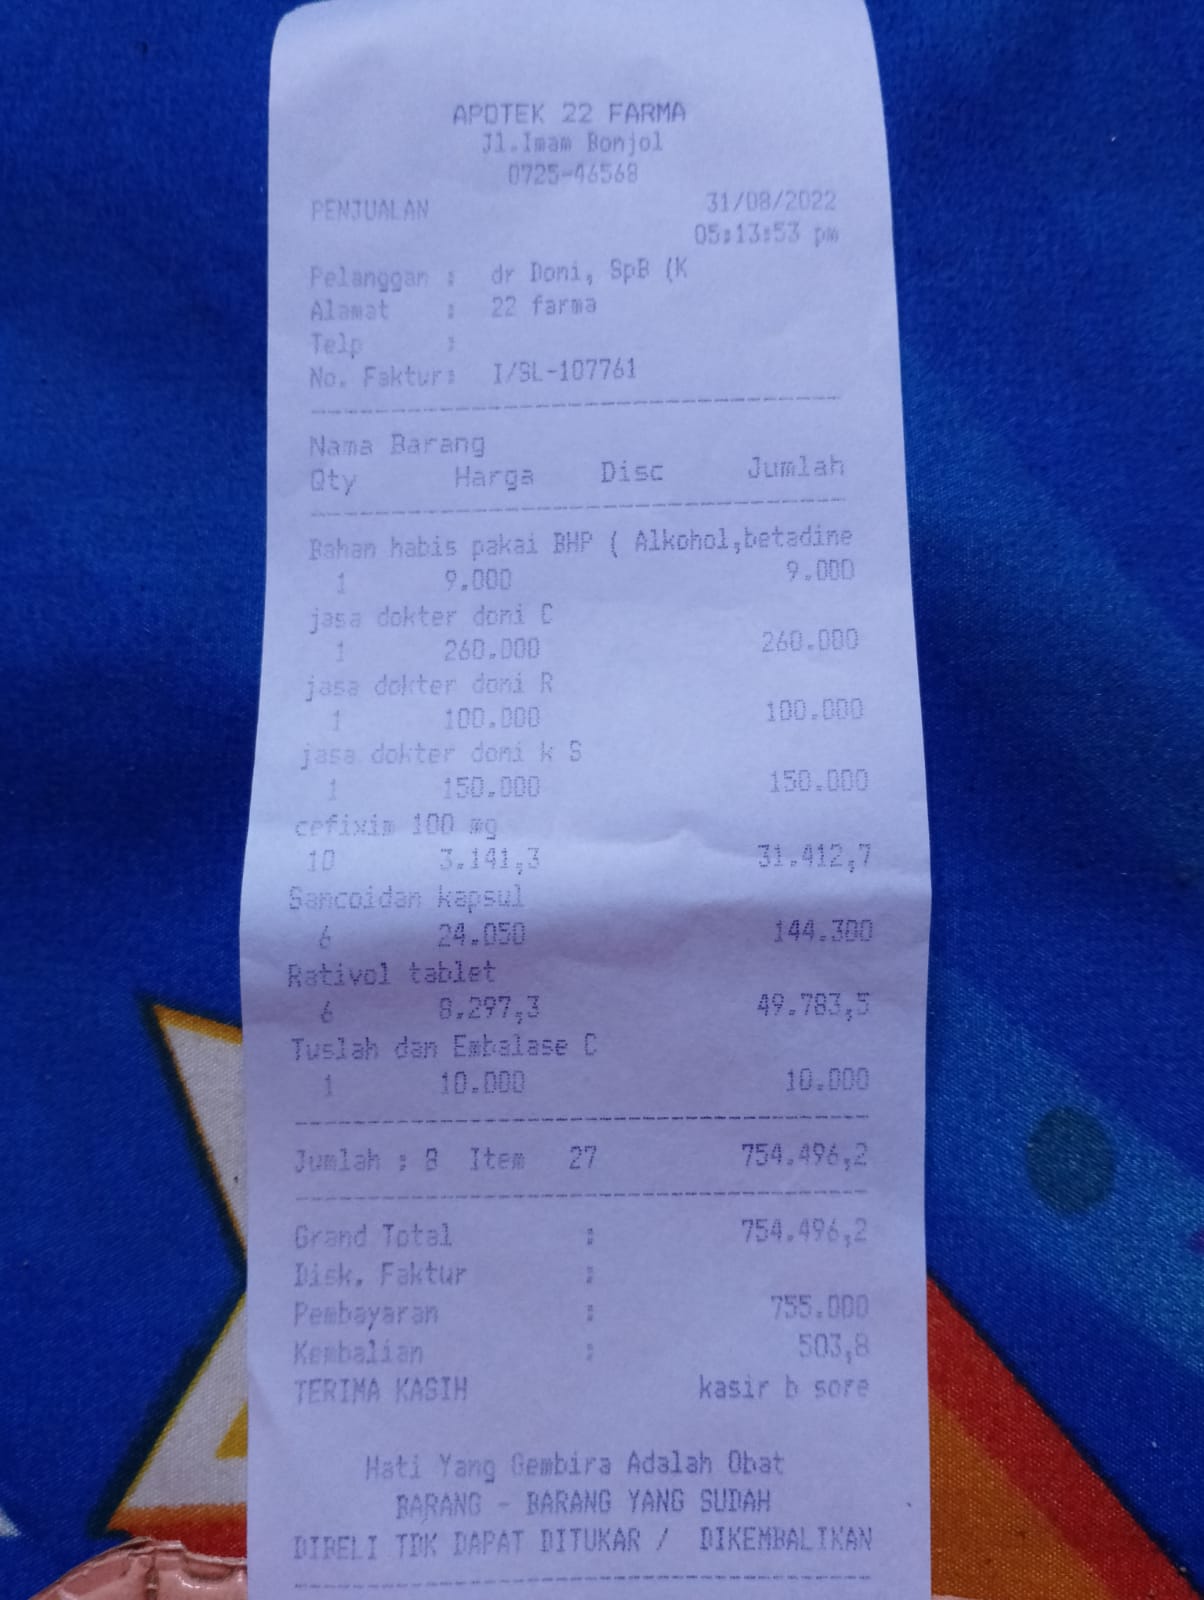 APOTEK 22 FARMA
Jl.Imam Bonjol
0725-46568
PENJUALAN 31/08/2022
05:13:53 pm
Pelanggan : dr Doni, SpB (K
Alamat : 22 farma
Telp :
No. Faktur: I/SL-107761
Nama Barang
Qty Harga Disc Jumlah
Bahan habis pakai BHP ( Alkohol,betadine
1 9.000 9.000
jasa dokter doni C
1 260.000 260.000
jasa dokter doni R
1 100.000 100.000
jasa dokter doni k S
1 150.000 150.000
cefixim 100 mg
10 3.141,3 31.412,7
Sancoidan kapsul
6 24.050 144.300
Rativol tablet
6 8.297,3 49.783,5
Tuslah dan Embalase C
1 10.000 10.000
Jumlah : 8 Item 27 754.496,2
Grand Total : 754.496,2
Disk. Faktur :
Pembayaran : 755.000
Kembalian : 503,8
TERIMA KASIH kasir b sore
Hati Yang Gembira Adalah Obat
BARANG - BARANG YANG SUDAH
DIBELI TDK DAPAT DITUKAR / DIKEMBALIKAN